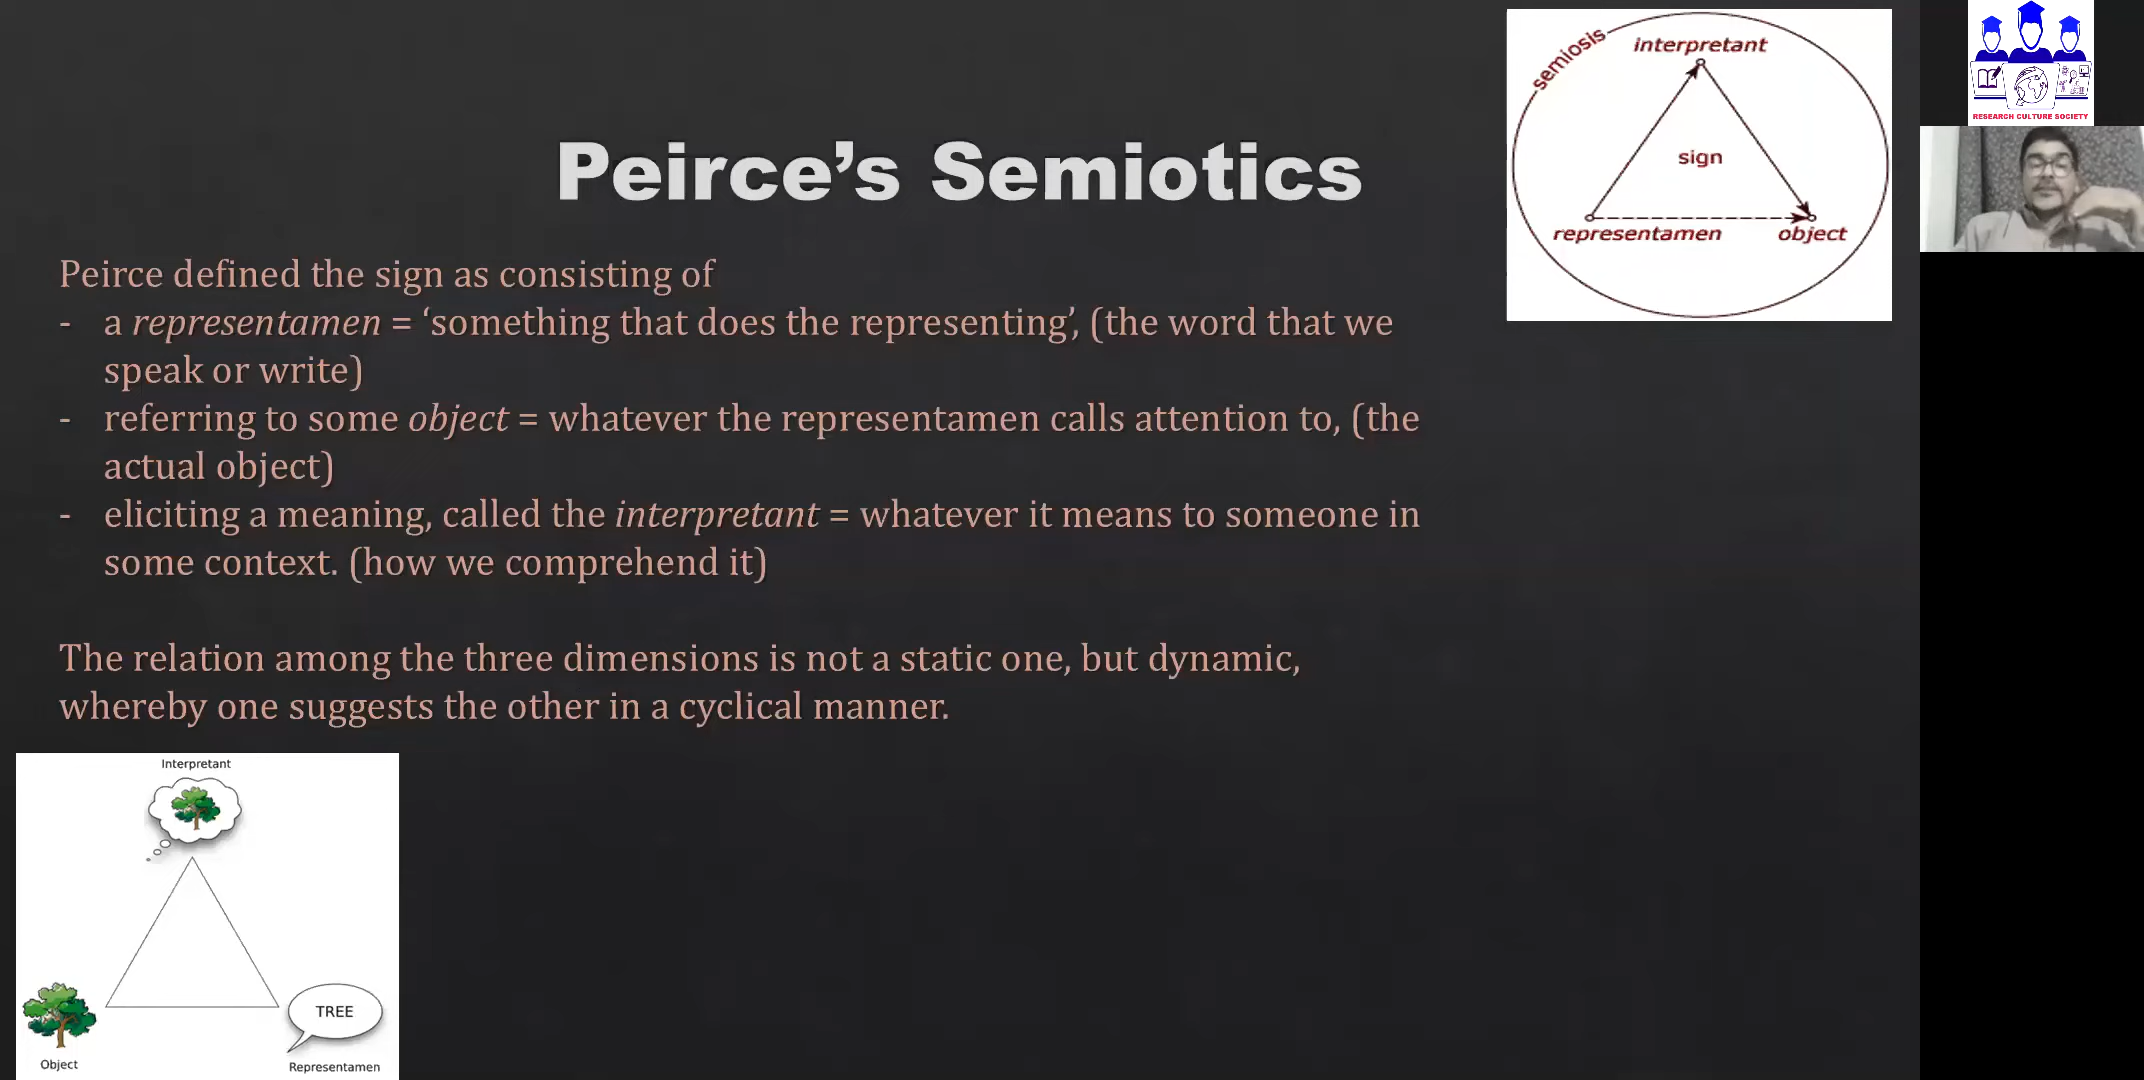 Peirce’s Semiotics
Peirce defined the sign as consisting of
- a representamen = ‘something that does the representing’, (the word that we
speak or write)
- referring to some object = whatever the representamen calls attention to, (the
actual object)
- eliciting a meaning, called the interpretant = whatever it means to someone in
some context. (how we comprehend it)
The relation among the three dimensions is not a static one, but dynamic,
whereby one suggests the other in a cyclical manner.
semiosis
interpretant
sign
representamen
object
Interpretant
TREE
Object
Representamen
RESEARCH CULTURE SOCIETY